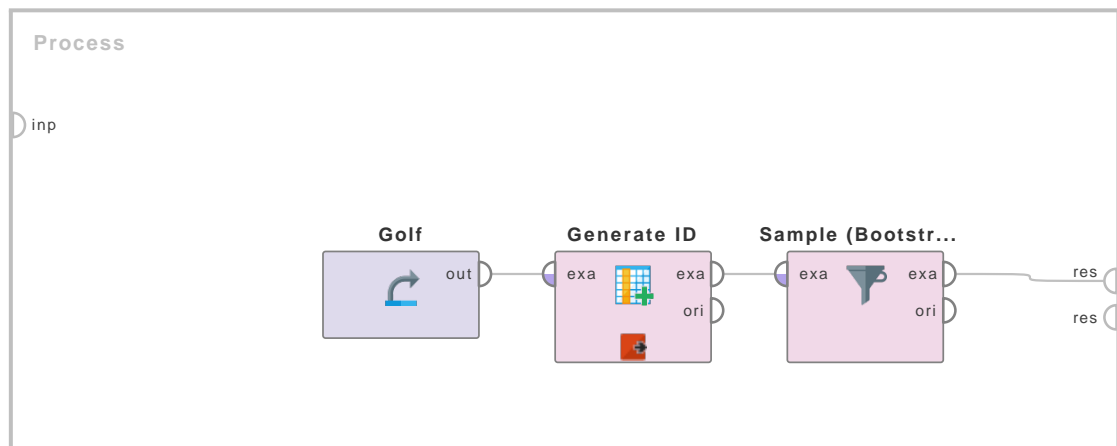 Process
inp
Golf
Generate ID
Sample (Bootstr...
out
exa
exa
ori
exa
exa
ori
res
res